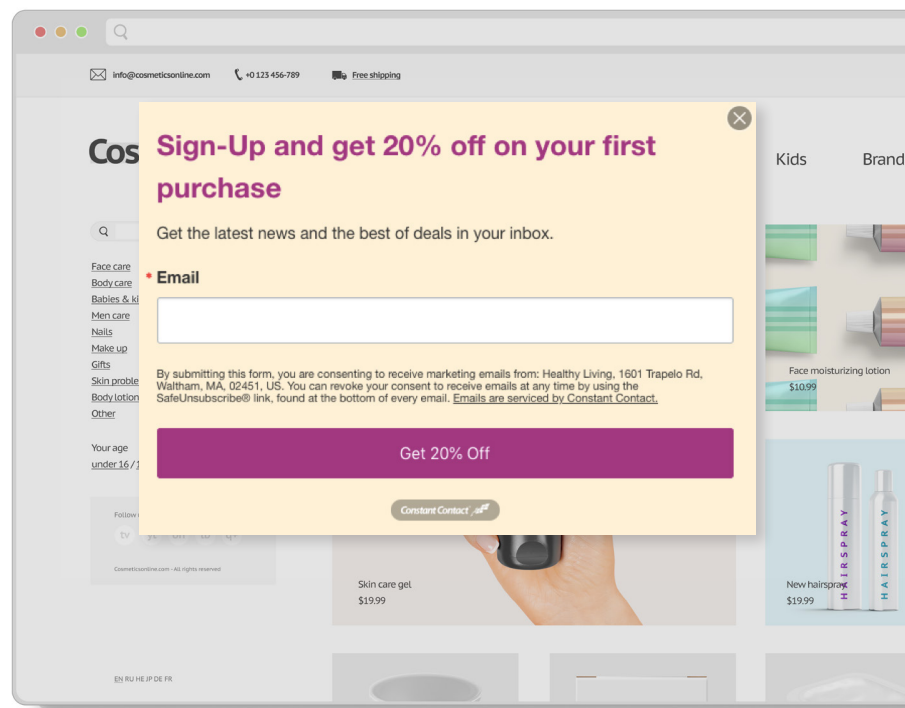 info@cosmeticsonline.com +0 123 456-789 Free shipping
Cos
Kids Brand
Sign-Up and get 20% off on your first
purchase
Get the latest news and the best of deals in your inbox.
* Email
By submitting this form, you are consenting to receive marketing emails from: Healthy Living, 1601 Trapelo Rd,
Waltham, MA, 02451, US. You can revoke your consent to receive emails at any time by using the
SafeUnsubscribe® link, found at the bottom of every email. Emails are serviced by Constant Contact.
Get 20% Off
Constant Contact
Face care
Body care
Babies & ki
Men care
Nails
Make up
Gifts
Skin proble
Body lotion
Other
Your age
under 16 / 1
Follow
tv
Cosmeticsonline.com - All rights reserved
EN RU HE JP DE FR
Face moisturizing lotion
$10.99
Skin care gel
$19.99
New hairspray
$19.99
HAIRSPRAY
HAIRSPRAY